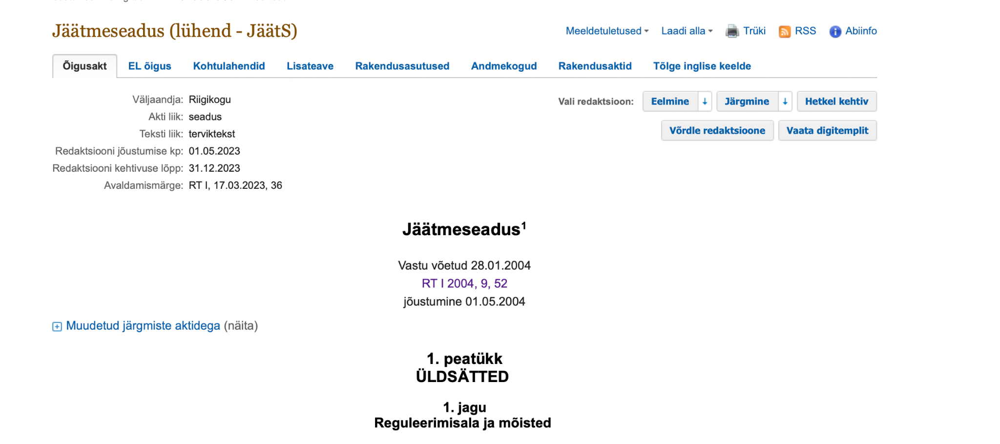 Jäätmeseadus (lühend - JäätS)
Meeldetuletused Laadi alla Trüki RSS Abiinfo
Õigusakt EL õigus Kohtulahendid Lisateave Rakendusasutused Andmekogud Rakendusaktid Tõlge inglise keelde
Väljaandja: Riigikogu
Akti liik: seadus
Teksti liik: terviktekst
Redaktsiooni jõustumise kp: 01.05.2023
Redaktsiooni kehtivuse lõpp: 31.12.2023
Avaldamismärge: RT I, 17.03.2023, 36
Vali redaktsioon: Eelmine ↓ Järgmine ↓ Hetkel kehtiv
Võrdle redaktsioone Vaata digitemplit
Jäätmeseadus¹
Vastu võetud 28.01.2004
RT I 2004, 9, 52
jõustumine 01.05.2004
Muudetud järgmiste aktidega (näita)
1. peatükk
ÜLDSÄTTED
1. jagu
Reguleerimisala ja mõisted